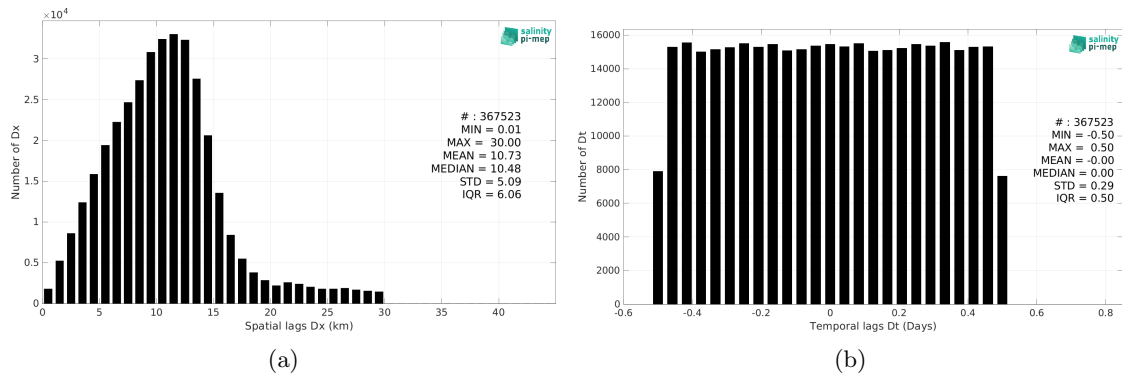 ×10⁴
3
2.5
2
1.5
1
0.5
0
0
5
10
15
20
25
30
35
40
Number of Dx
Spatial lags Dx (km)
salinity
pi-mep
# : 367523
MIN = 0.01
MAX = 30.00
MEAN = 10.73
MEDIAN = 10.48
STD = 5.09
IQR = 6.06
(a)
16000
14000
12000
10000
8000
6000
4000
2000
0
-0.6
-0.4
-0.2
0
0.2
0.4
0.6
0.8
Number of Dt
Temporal lags Dt (Days)
salinity
pi-mep
# : 367523
MIN = -0.50
MAX = 0.50
MEAN = -0.00
MEDIAN = 0.00
STD = 0.29
IQR = 0.50
(b)